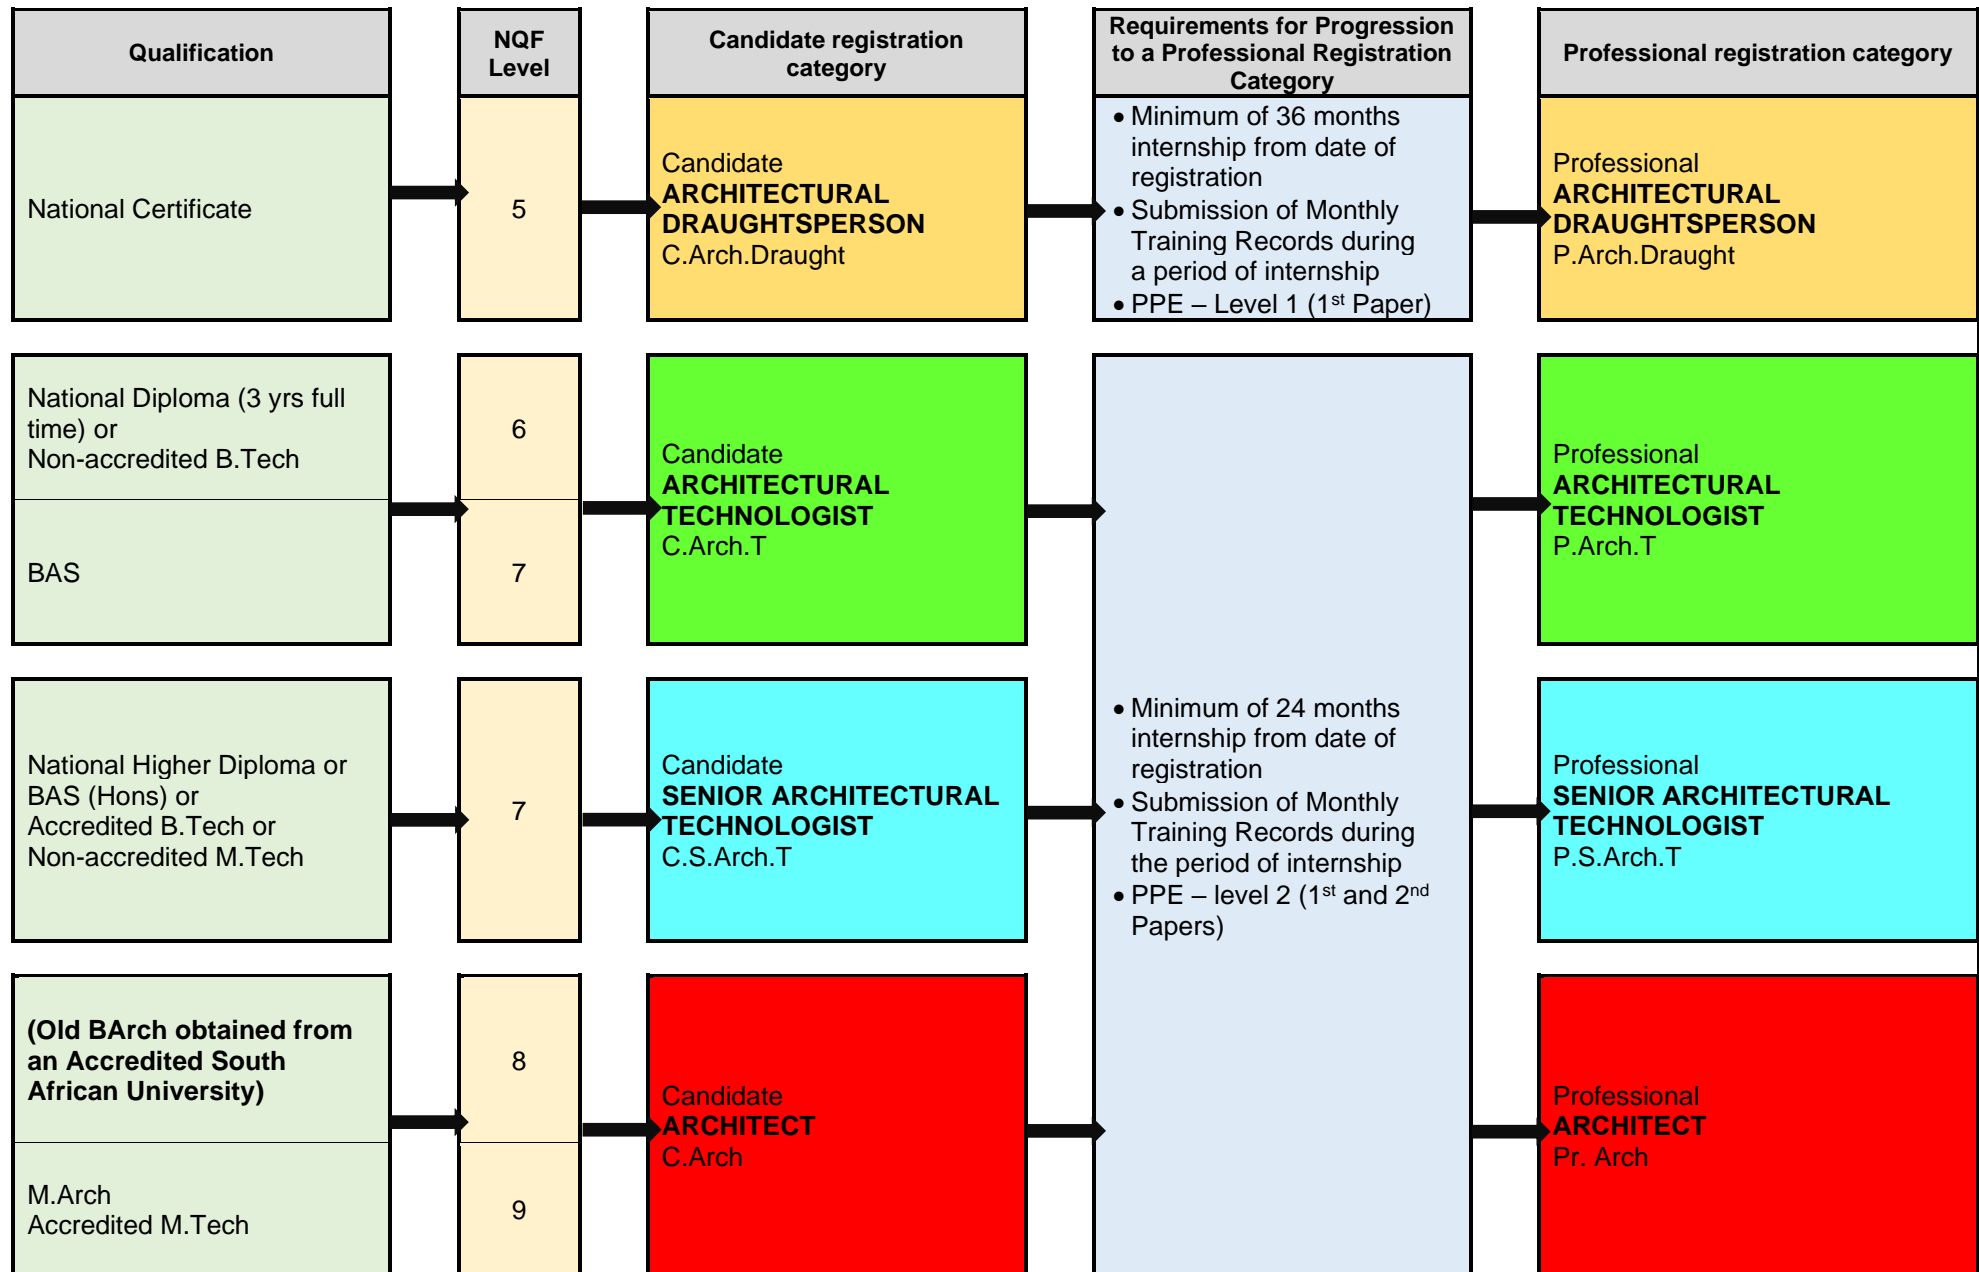 Qualification
NQF
Level
Candidate registration
category
Requirements for Progression
to a Professional Registration
Category
Professional registration category
National Certificate
5
Candidate
ARCHITECTURAL
DRAUGHTSPERSON
C.Arch.Draught
• Minimum of 36 months
internship from date of
registration
• Submission of Monthly
Training Records during
a period of internship
• PPE – Level 1 (1st Paper)
Professional
ARCHITECTURAL
DRAUGHTSPERSON
P.Arch.Draught
National Diploma (3 yrs full
time) or
Non-accredited B.Tech
6
BAS
7
Candidate
ARCHITECTURAL
TECHNOLOGIST
C.Arch.T
Professional
ARCHITECTURAL
TECHNOLOGIST
P.Arch.T
National Higher Diploma or
BAS (Hons) or
Accredited B.Tech or
Non-accredited M.Tech
7
Candidate
SENIOR ARCHITECTURAL
TECHNOLOGIST
C.S.Arch.T
• Minimum of 24 months
internship from date of
registration
• Submission of Monthly
Training Records during
the period of internship
• PPE – level 2 (1st and 2nd
Papers)
Professional
SENIOR ARCHITECTURAL
TECHNOLOGIST
P.S.Arch.T
(Old BArch obtained from
an Accredited South
African University)
8
M.Arch
Accredited M.Tech
9
Candidate
ARCHITECT
C.Arch
Professional
ARCHITECT
Pr. Arch